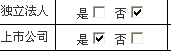 独立法人 是 □ 否 ☑
上市公司 是 ☑ 否 □